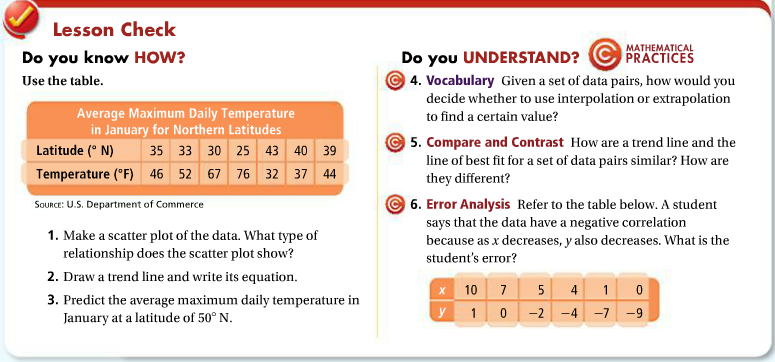 Lesson Check
Do you know HOW?
Use the table.
Average Maximum Daily Temperature
in January for Northern Latitudes
Latitude (° N) 35 33 30 25 43 40 39
Temperature (°F) 46 52 67 76 32 37 44
SOURCE: U.S. Department of Commerce
1. Make a scatter plot of the data. What type of
relationship does the scatter plot show?
2. Draw a trend line and write its equation.
3. Predict the average maximum daily temperature in
January at a latitude of 50° N.
Do you UNDERSTAND?
C MATHEMATICAL
PRACTICES
C 4. Vocabulary Given a set of data pairs, how would you
decide whether to use interpolation or extrapolation
to find a certain value?
C 5. Compare and Contrast How are a trend line and the
line of best fit for a set of data pairs similar? How are
they different?
C 6. Error Analysis Refer to the table below. A student
says that the data have a negative correlation
because as x decreases, y also decreases. What is the
student's error?
x 10 7 5 4 1 0
y 1 0 −2 −4 −7 −9